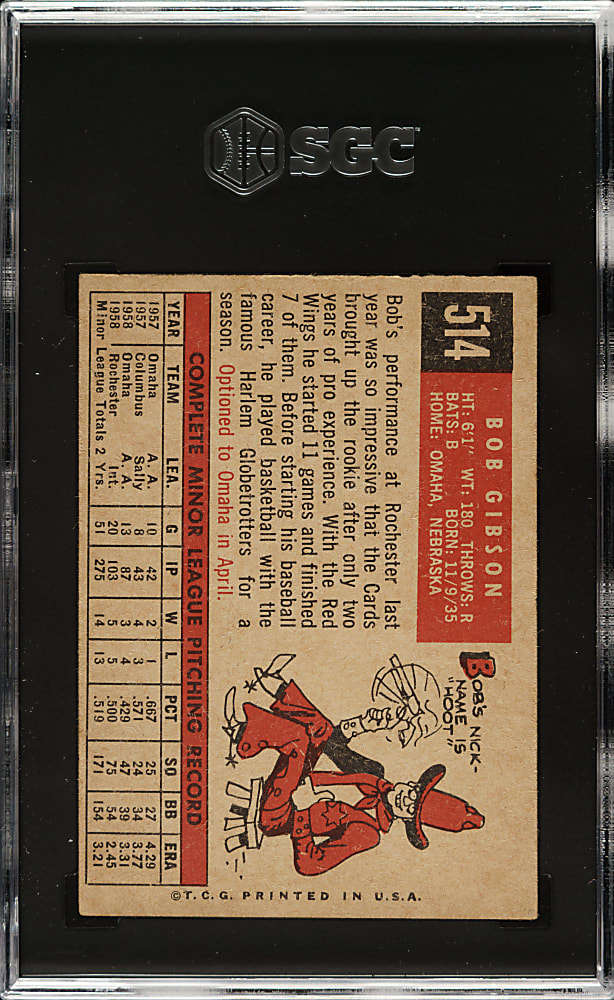 SGC
514
BOB GIBSON
HT: 6'1" WT: 180 THROWS: R
BATS: B BORN: 11/9/35
HOME: OMAHA, NEBRASKA
Bob's performance at Rochester last
year was so impressive that the Cards
brought up the rookie after only two
years of pro experience. With the Red
Wings he started 11 games and finished
7 of them. Before starting his baseball
career, he played basketball with the
famous Harlem Globetrotters for a
season. Optioned to Omaha in April.
BOB'S NICK-
NAME IS
"HOOT"
COMPLETE MINOR LEAGUE PITCHING RECORD
YEAR TEAM LEA. G IP W L PCT SO BB ERA
1957 Omaha A. A. 10 42 2 1 .667 25 27 4.29
1957 Columbus Sally 8 43 4 3 .571 24 34 3.77
1958 Omaha A. A. 13 87 3 4 .429 47 39 3.31
1958 Rochester Int. 20 103 5 5 .500 75 54 2.45
Minor League Totals 2 Yrs. 51 275 14 13 .519 171 154 3.21
©T.C.G. PRINTED IN U.S.A.